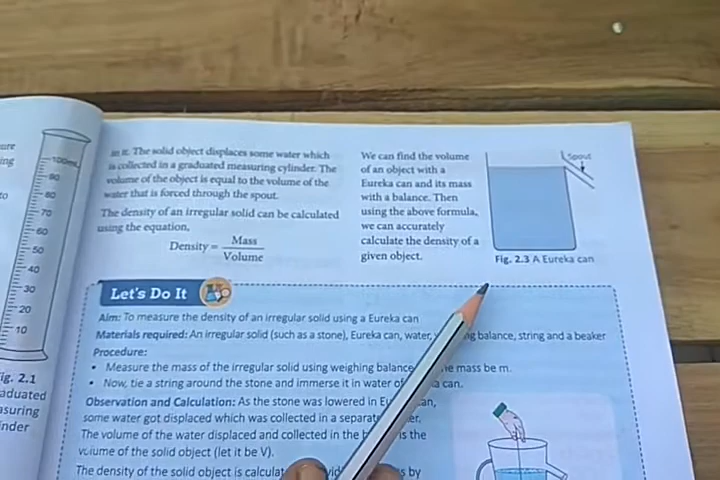 ure
ing
to
100mL
90
80
70
60
50
40
30
20
10
ig. 2.1
aduated
asuring
inder
in it. The solid object displaces some water which
is collected in a graduated measuring cylinder. The
volume of the object is equal to the volume of the
water that is forced through the spout.
The density of an irregular solid can be calculated
using the equation,
Density = Mass
Volume
We can find the volume
of an object with a
Eureka can and its mass
with a balance. Then
using the above formula,
we can accurately
calculate the density of a
given object.
Spout
Fig. 2.3 A Eureka can
Let's Do It
Aim: To measure the density of an irregular solid using a Eureka can
Materials required: An irregular solid (such as a stone), Eureka can, water, ng balance, string and a beaker
Procedure:
• Measure the mass of the irregular solid using weighing balance e mass be m.
• Now, tie a string around the stone and immerse it in water of a can.
Observation and Calculation: As the stone was lowered in Eu an,
some water got displaced which was collected in a separat er.
The volume of the water displaced and collected in the b is the
volume of the solid object (let it be V).
The density of the solid object is calculat vid s by